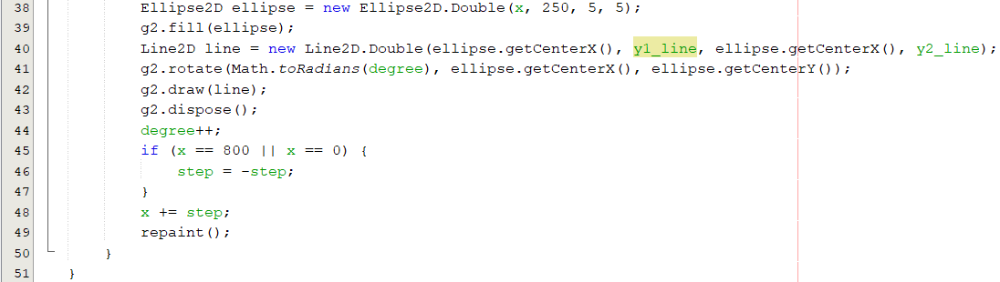 38 Ellipse2D ellipse = new Ellipse2D.Double(x, 250, 5, 5);
39 g2.fill(ellipse);
40 Line2D line = new Line2D.Double(ellipse.getCenterX(), y1_line, ellipse.getCenterX(), y2_line);
41 g2.rotate(Math.toRadians(degree), ellipse.getCenterX(), ellipse.getCenterY());
42 g2.draw(line);
43 g2.dispose();
44 degree++;
45 if (x == 800 || x == 0) {
46     step = -step;
47 }
48 x += step;
49 repaint();
50 }
51 }